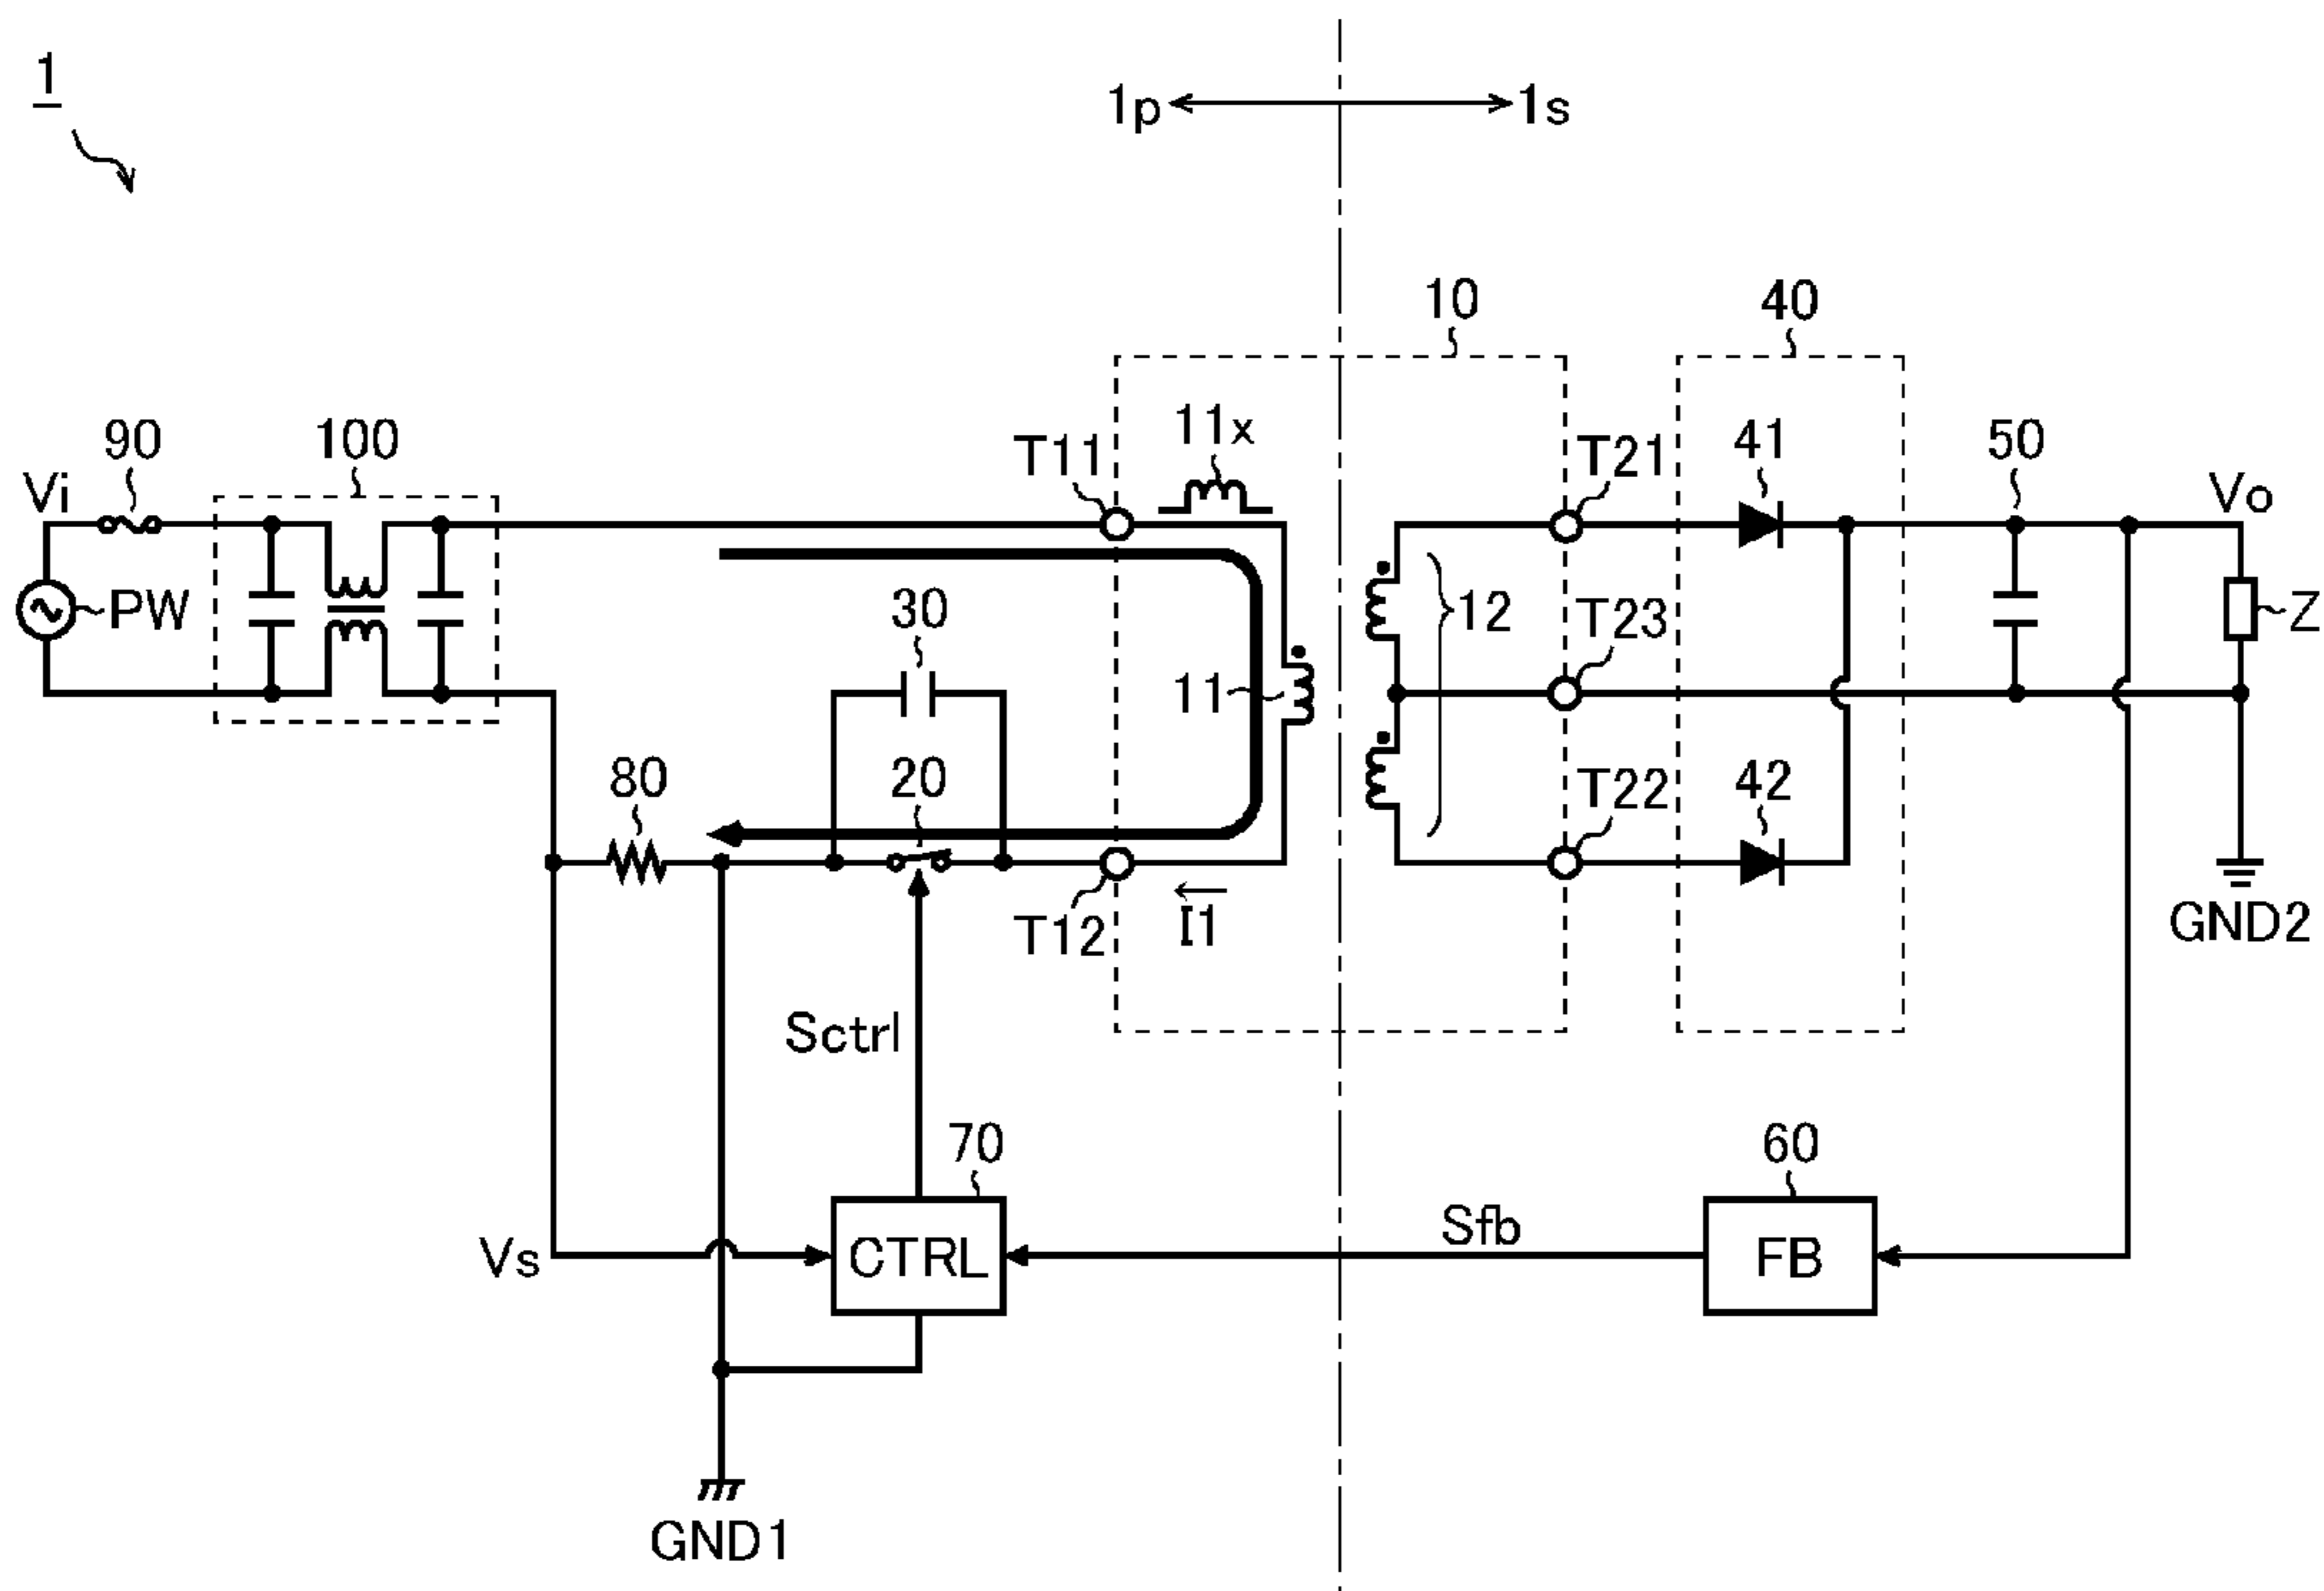 1
1p
1s
10
40
90
100
T11
11x
T21
41
50
Vi
Vo
PW
30
12
T23
Z
11
80
20
T22
42
T12
I1
GND2
Sctrl
70
60
Vs
CTRL
Sfb
FB
GND1